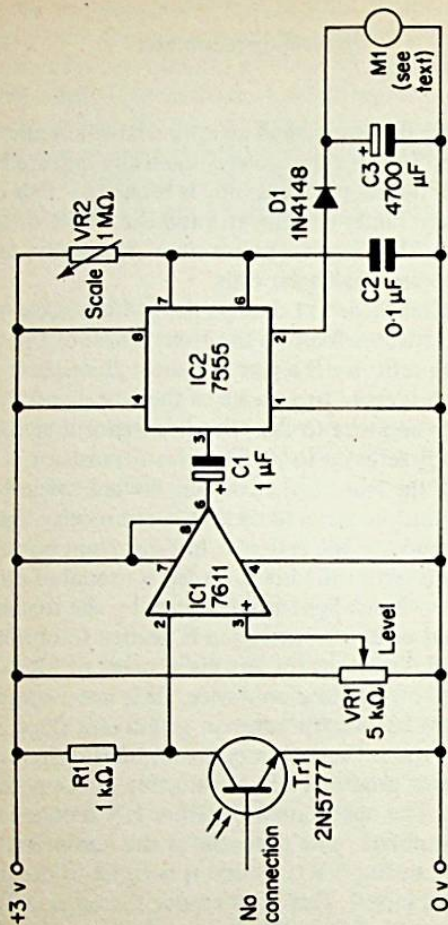 +3 v
0 v
R1
1 kΩ
No
connection
Tr1
2N5777
VR1
5 kΩ
Level
IC1
7611
2
-
3
+
7
8
6
4
+
C1
1 µF
IC2
7555
3
4
8
1
2
7
6
VR2
1 MΩ
Scale
C2
0·1 µF
D1
1N4148
+
C3
4700
µF
M1
(see
text)